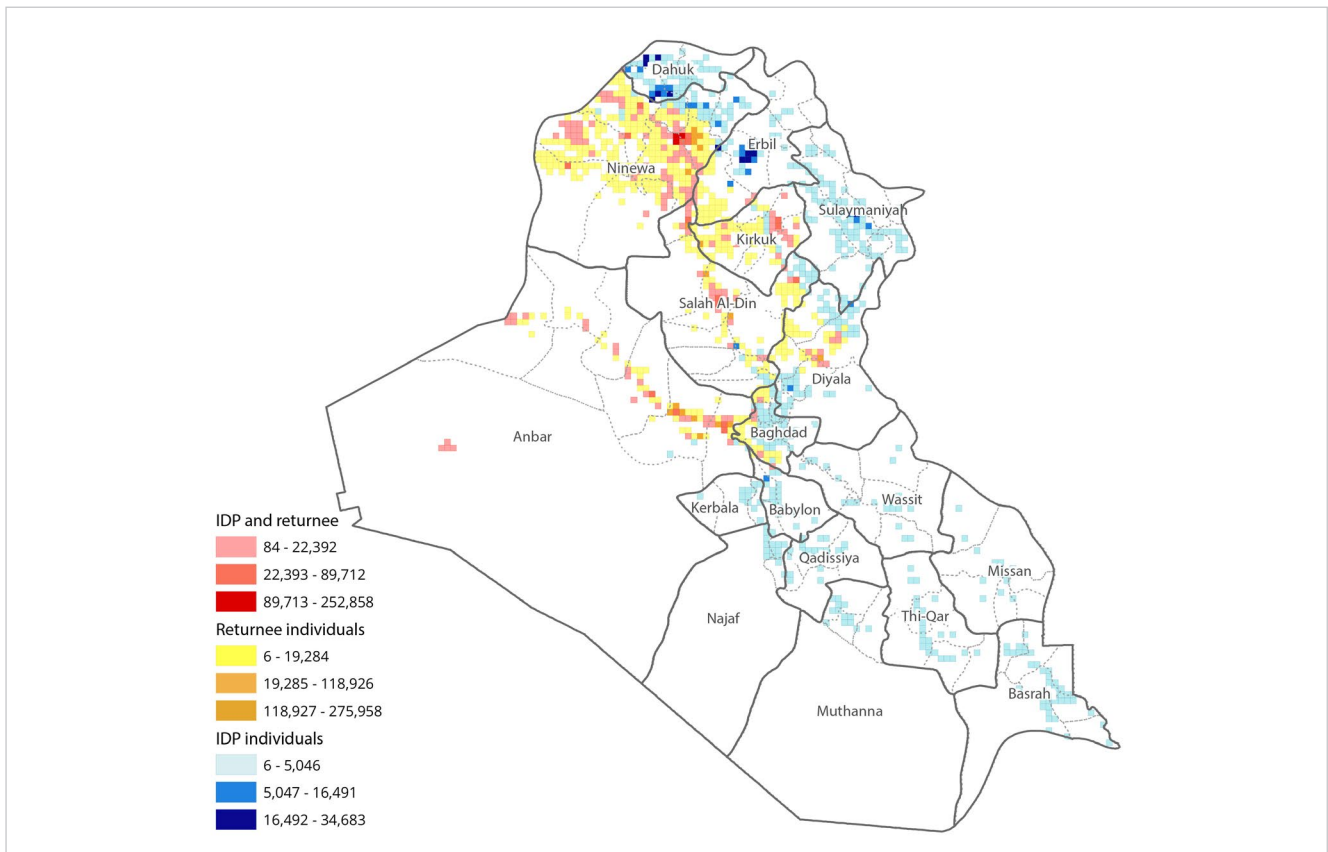 Dahuk
Erbil
Ninewa
Sulaymaniyah
Kirkuk
Salah Al-Din
Diyala
Anbar
Baghdad
Wassit
Kerbala
Babylon
Qadissiya
Missan
Najaf
Thi-Qar
Basrah
Muthanna
IDP and returnee
84 - 22,392
22,393 - 89,712
89,713 - 252,858
Returnee individuals
6 - 19,284
19,285 - 118,926
118,927 - 275,958
IDP individuals
6 - 5,046
5,047 - 16,491
16,492 - 34,683